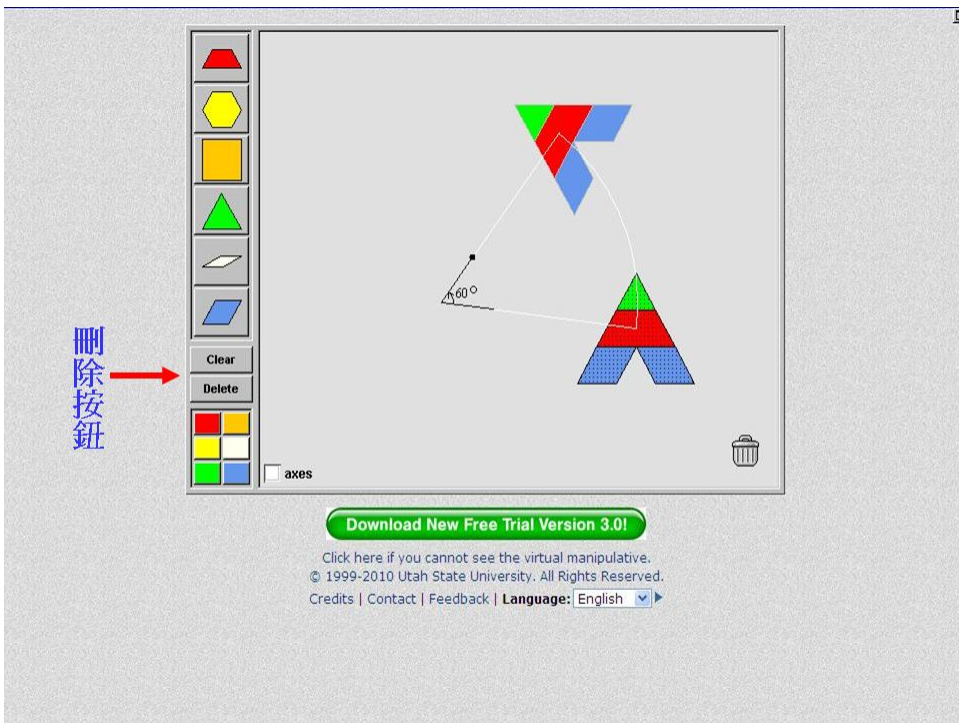 60°
刪除按鈕
Clear
Delete
axes
Download New Free Trial Version 3.0!
Click here if you cannot see the virtual manipulative.
© 1999-2010 Utah State University. All Rights Reserved.
Credits | Contact | Feedback | Language: English